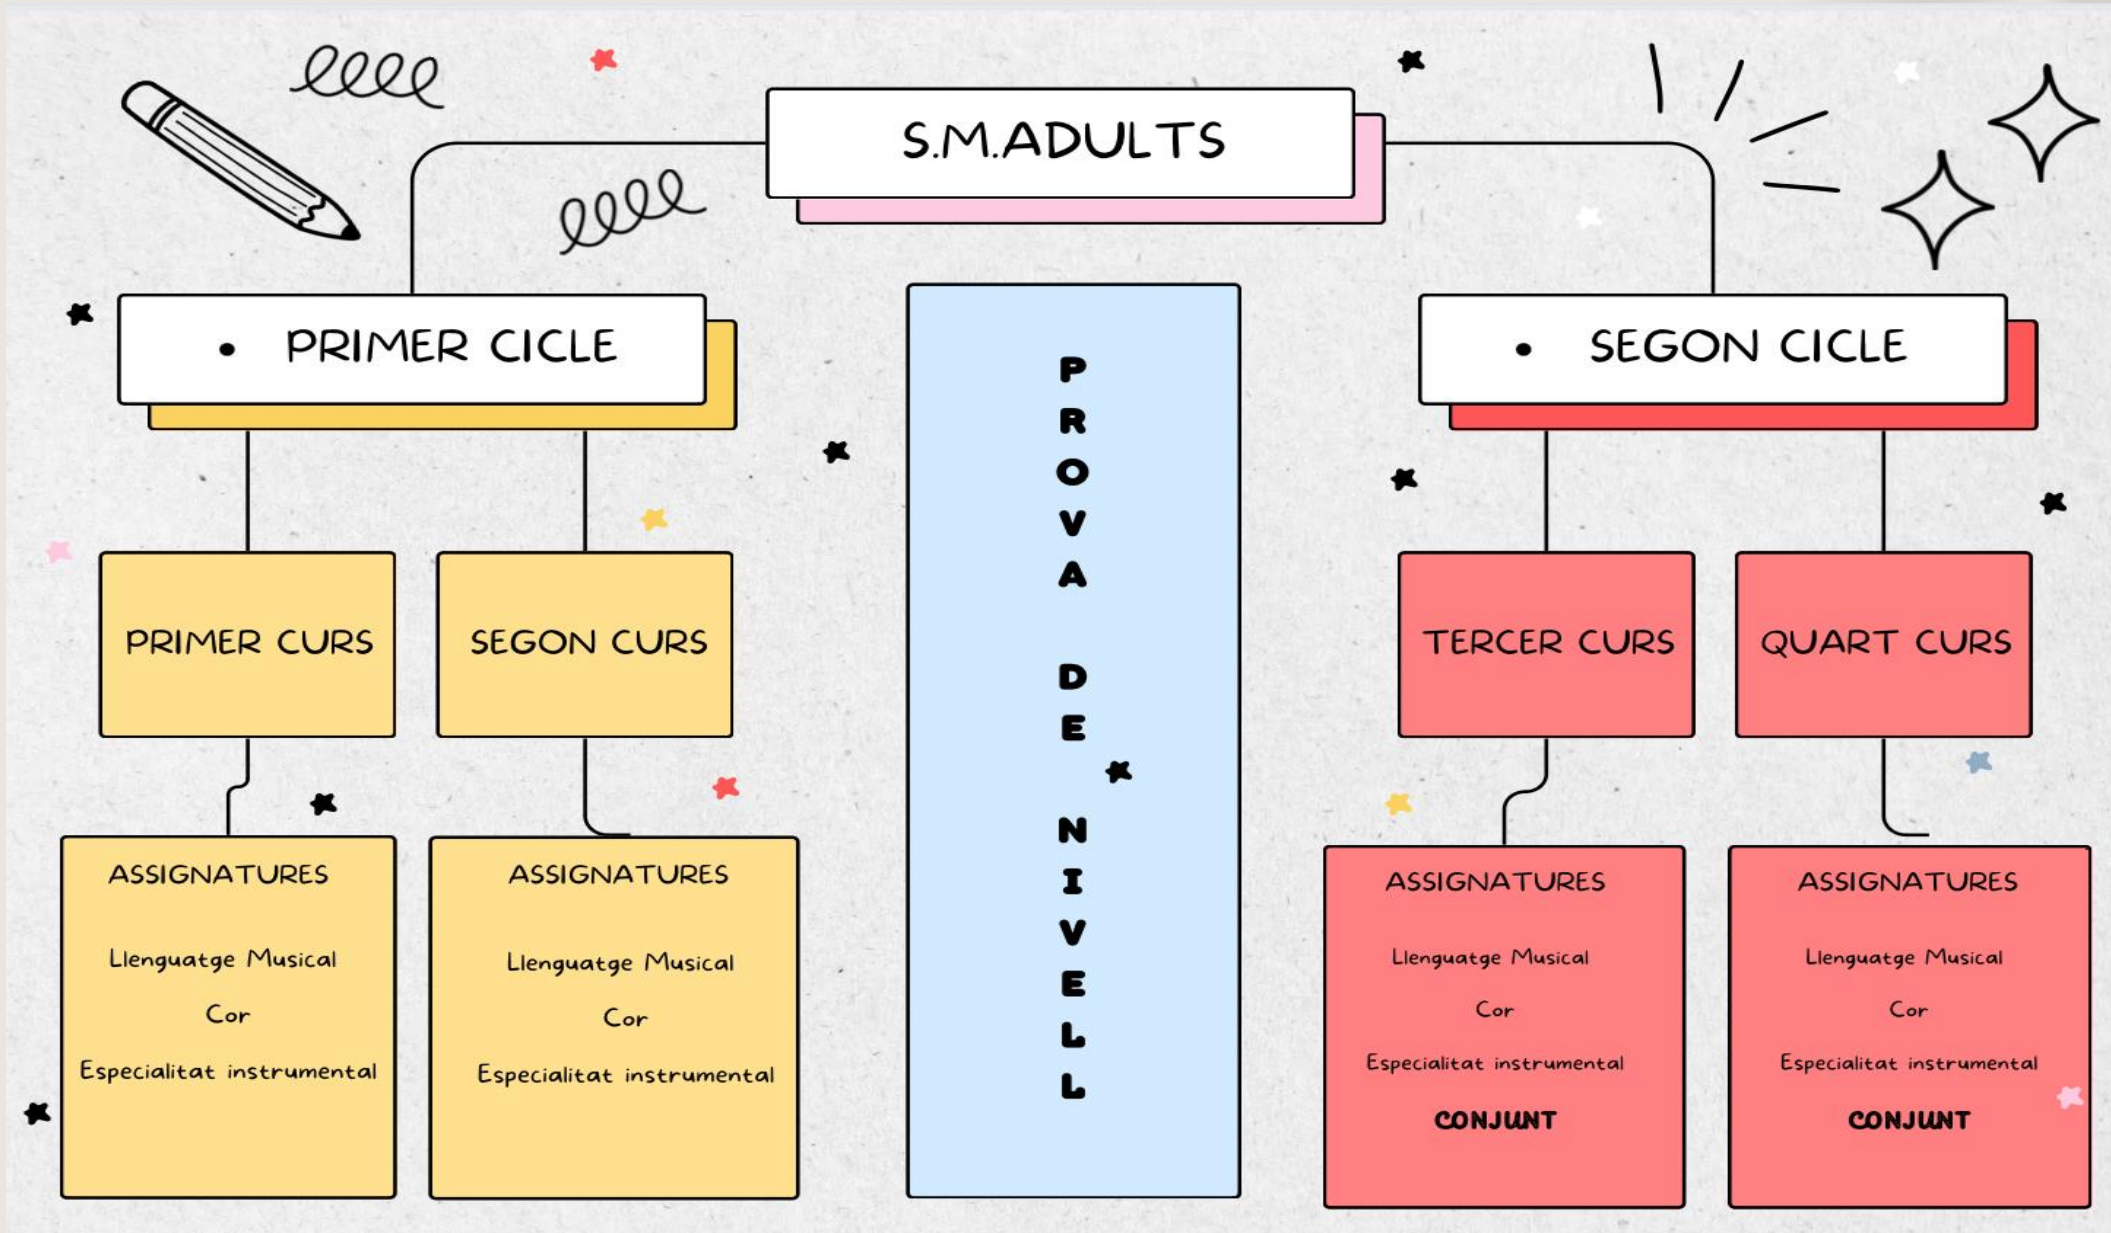 S.M.ADULTS
• PRIMER CICLE
PRIMER CURS
SEGON CURS
ASSIGNATURES
Llenguatge Musical
Cor
Especialitat instrumental
ASSIGNATURES
Llenguatge Musical
Cor
Especialitat instrumental
PROVA DE NIVELL
• SEGON CICLE
TERCER CURS
QUART CURS
ASSIGNATURES
Llenguatge Musical
Cor
Especialitat instrumental
CONJUNT
ASSIGNATURES
Llenguatge Musical
Cor
Especialitat instrumental
CONJUNT